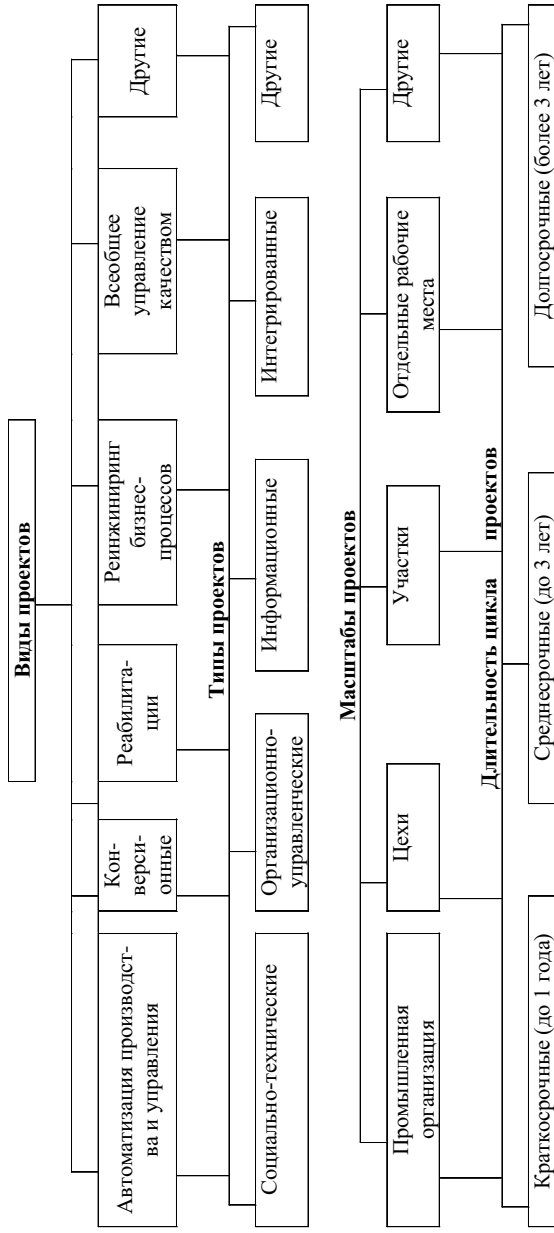 Виды проектов
Автоматизация производст-
ва и управления
Кон-
верси-
онные
Реабилита-
ции
Реинжиниринг
бизнес-
процессов
Всеобщее
управление
качеством
Другие
Типы проектов
Социально-технические
Организационно-
управленческие
Информационные
Интегрированные
Другие
Масштабы проектов
Промышленная
организация
Цехи
Участки
Отдельные рабочие
места
Другие
Длительность цикла проектов
Краткосрочные (до 1 года)
Среднесрочные (до 3 лет)
Долгосрочные (более 3 лет)